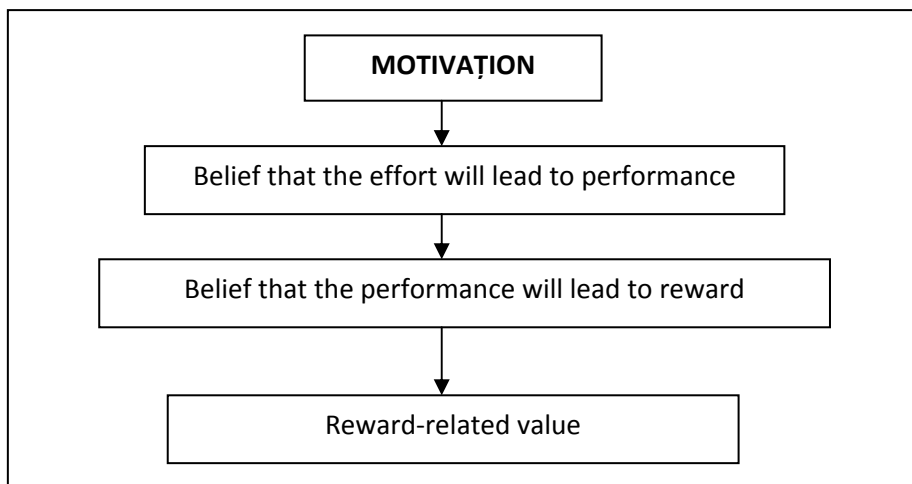 MOTIVAȚION
Belief that the effort will lead to performance
Belief that the performance will lead to reward
Reward-related value